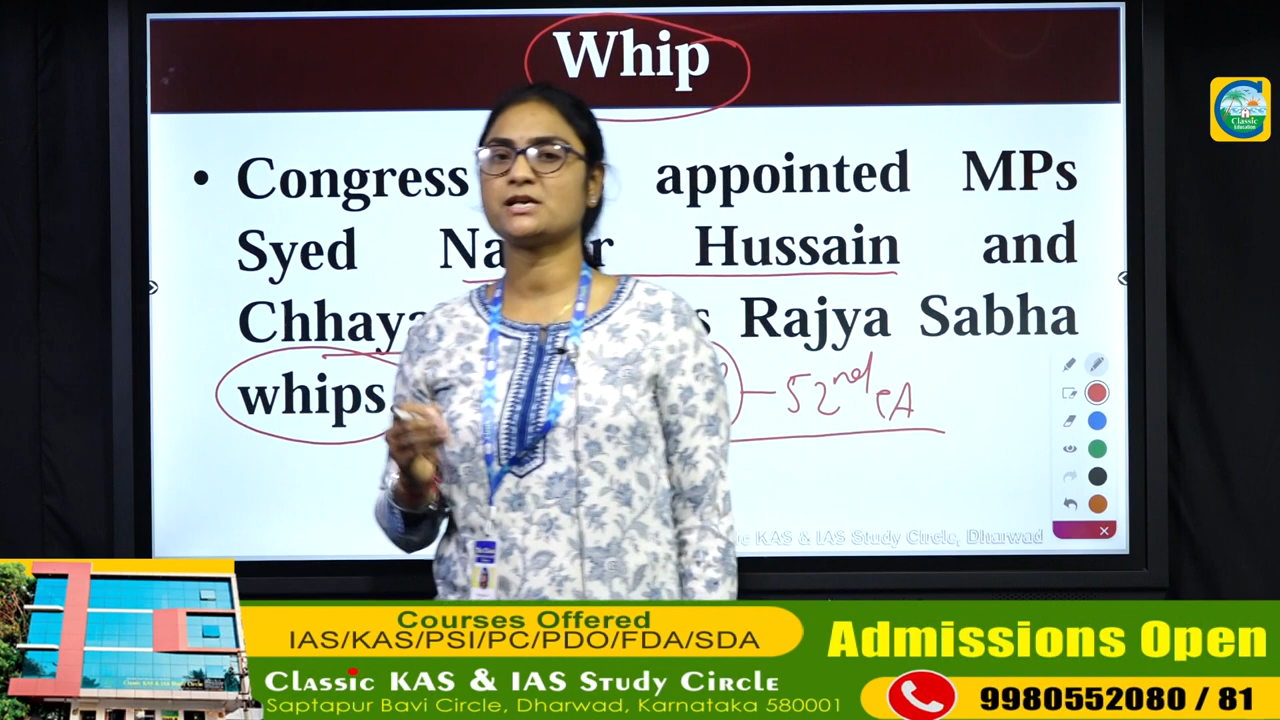 Whip
Classic
Education
• Congress appointed MPs
Syed Hussain and
Rajya Sabha
whips
52nd CA
KAS & IAS Study Circle, Dharwad
Courses Offered
IAS/KAS/PSI/PC/PDO/FDA/SDA
Admissions Open
Classic KAS & IAS Study Circle
Saptapur Bavi Circle, Dharwad, Karnataka 580001
9980552080 / 81